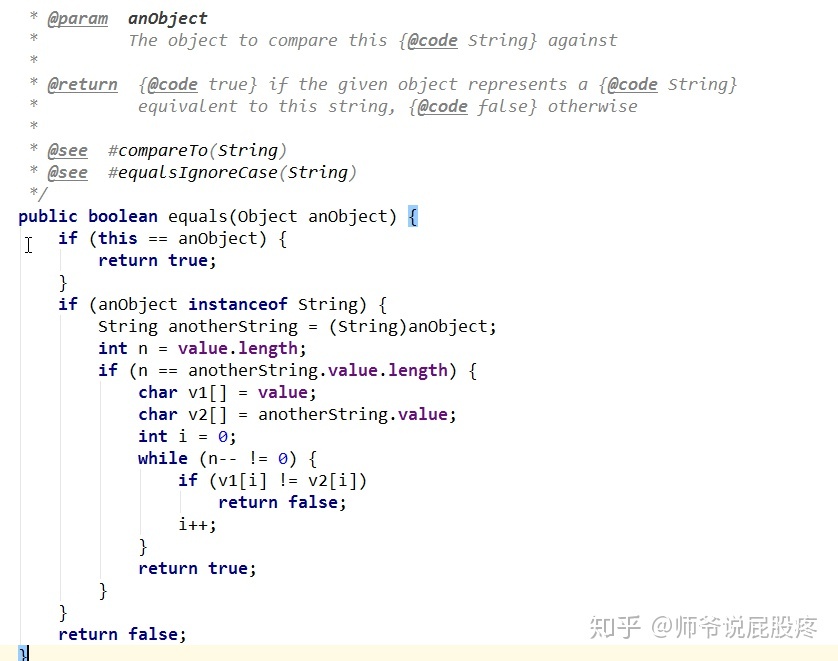 * @param  anObject
*         The object to compare this {@code String} against
*
* @return  {@code true} if the given object represents a {@code String}
*          equivalent to this string, {@code false} otherwise
*
* @see  #compareTo(String)
* @see  #equalsIgnoreCase(String)
*/
public boolean equals(Object anObject) {
    if (this == anObject) {
        return true;
    }
    if (anObject instanceof String) {
        String anotherString = (String)anObject;
        int n = value.length;
        if (n == anotherString.value.length) {
            char v1[] = value;
            char v2[] = anotherString.value;
            int i = 0;
            while (n-- != 0) {
                if (v1[i] != v2[i])
                    return false;
                i++;
            }
            return true;
        }
    }
    return false;
}
知乎 @师爷说屁股疼